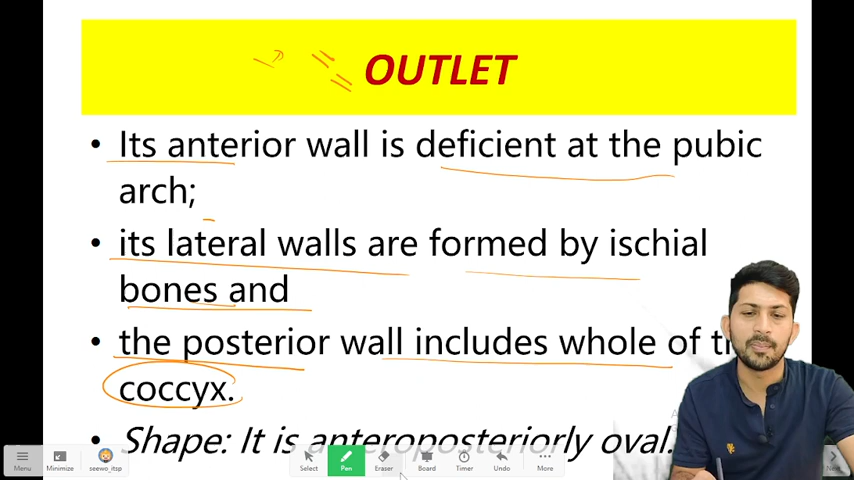 OUTLET
• Its anterior wall is deficient at the pubic
arch;
• its lateral walls are formed by ischial
bones and
• the posterior wall includes whole of
coccyx.
• Shape: It is anteroposteriorly oval.
Menu Minimize seewo_itsp Select Pen Eraser Board Timer Undo More Next